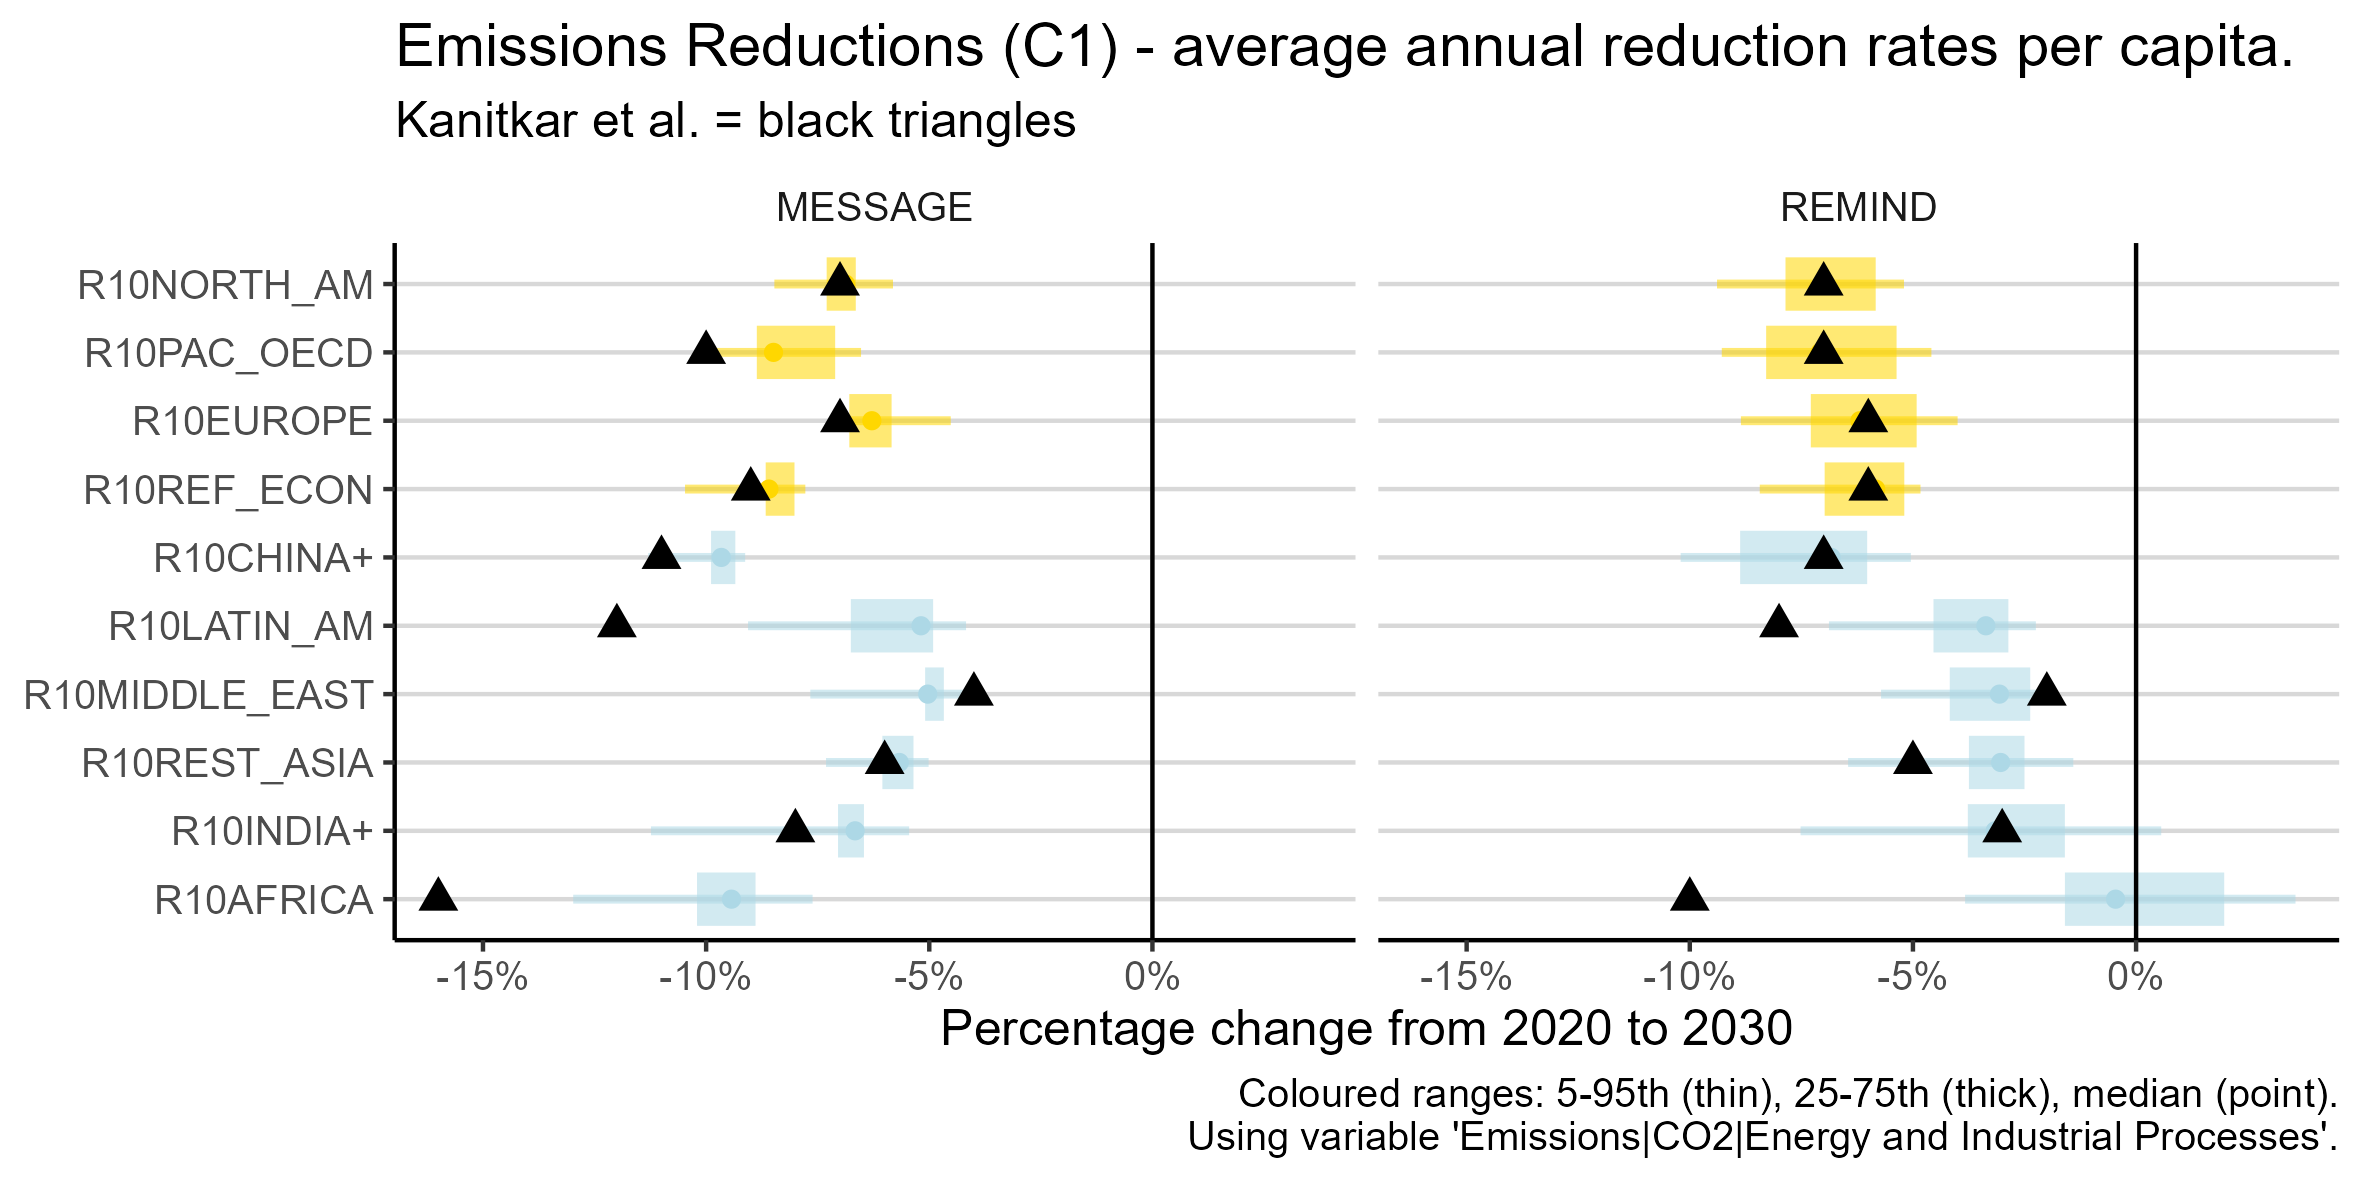 Emissions Reductions (C1) - average annual reduction rates per capita.
Kanitkar et al. = black triangles
MESSAGE
REMIND
R10NORTH_AM
R10PAC_OECD
R10EUROPE
R10REF_ECON
R10CHINA+
R10LATIN_AM
R10MIDDLE_EAST
R10REST_ASIA
R10INDIA+
R10AFRICA
-15% -10% -5% 0% -15% -10% -5% 0%
Percentage change from 2020 to 2030
Coloured ranges: 5-95th (thin), 25-75th (thick), median (point).
Using variable 'Emissions|CO2|Energy and Industrial Processes'.